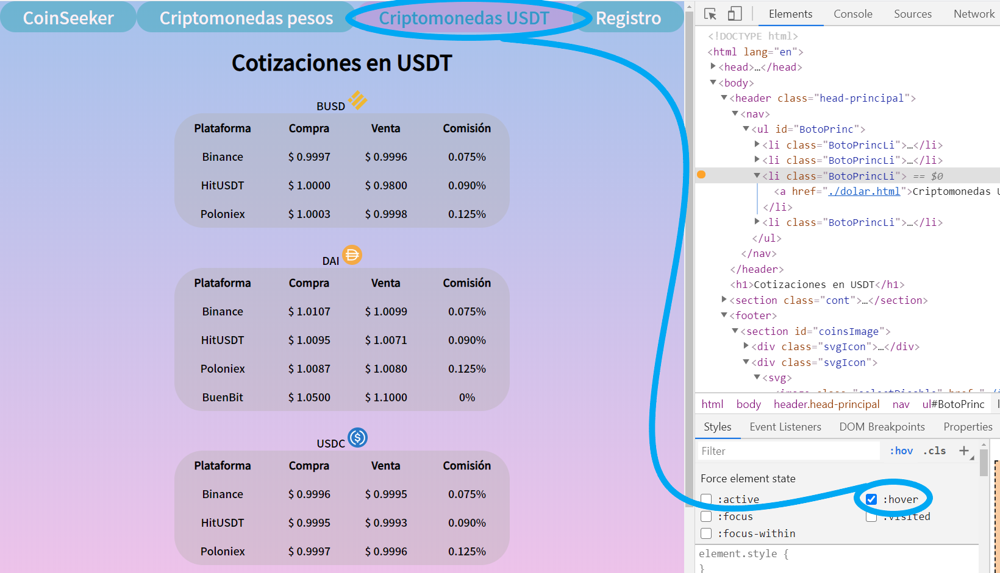 CoinSeeker Criptomonedas pesos Criptomonedas USDT Registro
Cotizaciones en USDT
BUSD
Plataforma Compra Venta Comisión
Binance $ 0.9997 $ 0.9996 0.075%
HitUSDT $ 1.0000 $ 0.9800 0.090%
Poloniex $ 1.0003 $ 0.9998 0.125%
DAI
Plataforma Compra Venta Comisión
Binance $ 1.0107 $ 1.0099 0.075%
HitUSDT $ 1.0095 $ 1.0071 0.090%
Poloniex $ 1.0087 $ 1.0080 0.125%
BuenBit $ 1.0500 $ 1.1000 0%
USDC
Plataforma Compra Venta Comisión
Binance $ 0.9996 $ 0.9995 0.075%
HitUSDT $ 0.9995 $ 0.9993 0.090%
Poloniex $ 0.9997 $ 0.9996 0.125%
Elements Console Sources Network
<!DOCTYPE html>
<html lang="en">
<head>…</head>
<body>
<header class="head-principal">
<nav>
<ul id="BotoPrinc">
<li class="BotoPrincLi">…</li>
<li class="BotoPrincLi">…</li>
<li class="BotoPrincLi"> == $0
<a href="./dolar.html">Criptomonedas
</li>
<li class="BotoPrincLi">…</li>
</ul>
</nav>
</header>
<h1>Cotizaciones en USDT</h1>
<section class="cont">…</section>
<footer>
<section id="coinsImage">
<div class="svgIcon">…</div>
<div class="svgIcon">
<svg>
html body header.head-principal nav ul#BotoPrinc
Styles Event Listeners DOM Breakpoints Properties
Filter :hov .cls +
Force element state
:active :hover
:focus :visited
:focus-within
element.style {
}